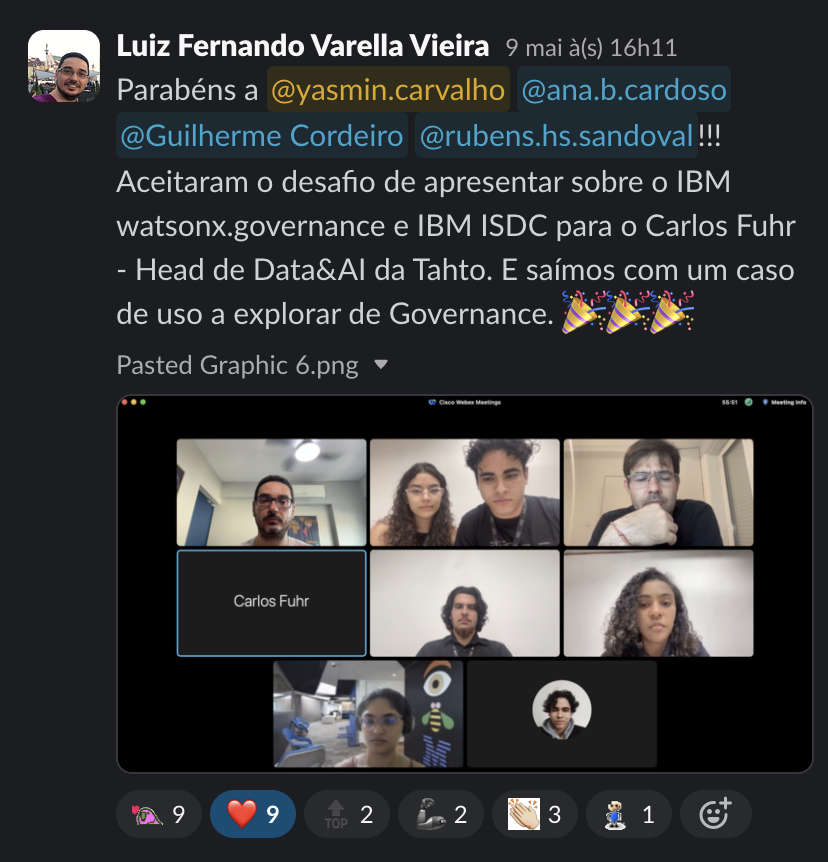 Luiz Fernando Varella Vieira 9 mai à(s) 16h11
Parabéns a @yasmin.carvalho @ana.b.cardoso
@Guilherme Cordeiro @rubens.hs.sandoval!!!
Aceitaram o desafio de apresentar sobre o IBM
watsonx.governance e IBM ISDC para o Carlos Fuhr
- Head de Data&AI da Tahto. E saímos com um caso
de uso a explorar de Governance. 🎉🎉🎉
Pasted Graphic 6.png
Cisco Webex Meetings
55:51 Meeting Info
Carlos Fuhr
9 9 TOP 2 2 3 1